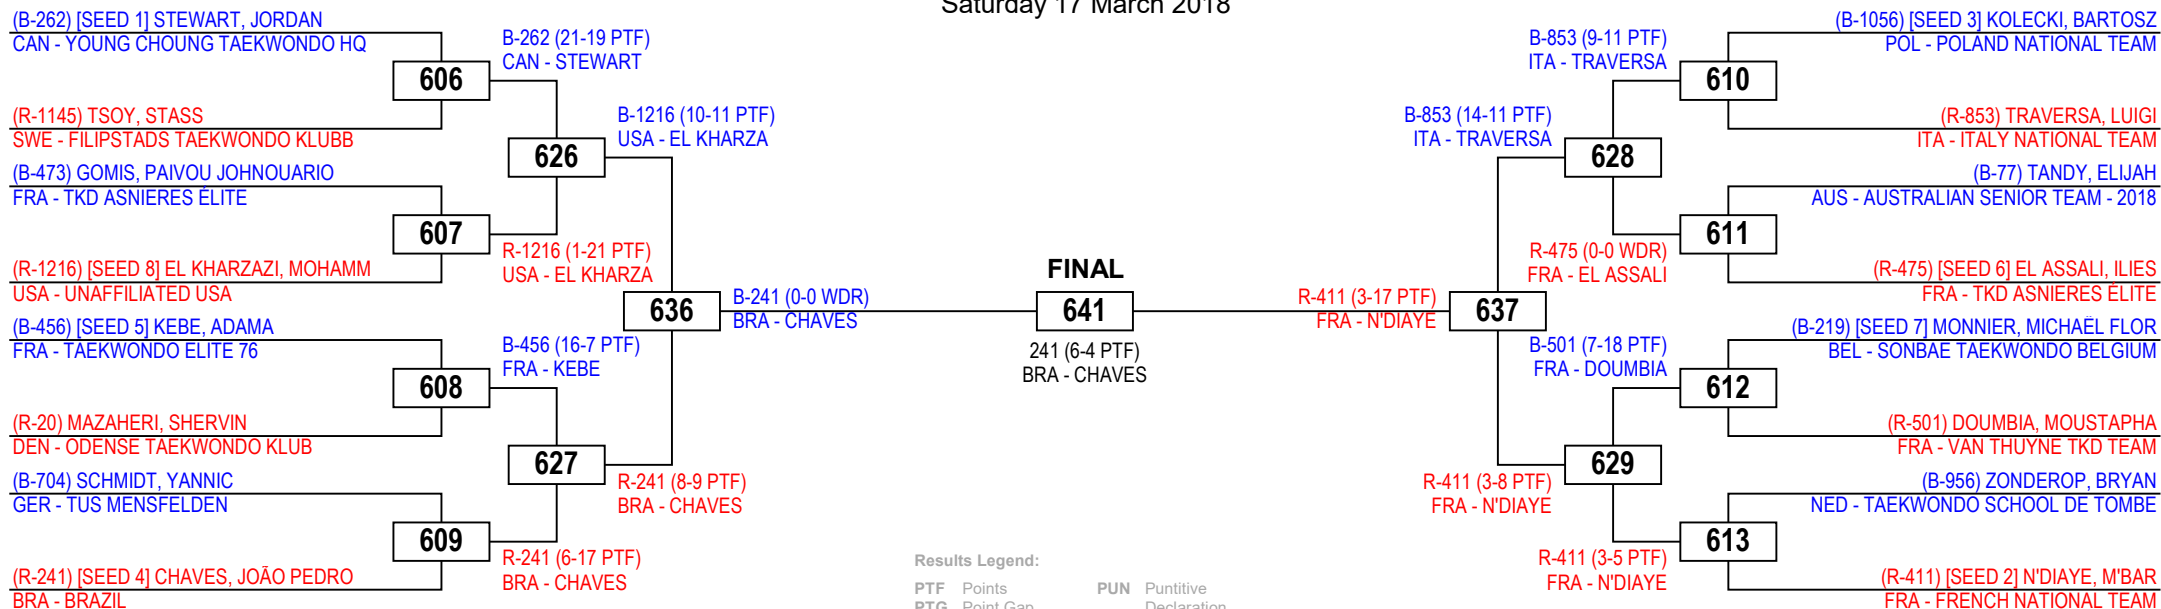 Saturday 17 March 2018
(B-262) [SEED 1] STEWART, JORDAN
CAN - YOUNG CHOUNG TAEKWONDO HQ
606
(R-1145) TSOY, STASS
SWE - FILIPSTADS TAEKWONDO KLUBB
(B-473) GOMIS, PAIVOU JOHNOUARIO
FRA - TKD ASNIERES ÉLITE
607
(R-1216) [SEED 8] EL KHARZAZI, MOHAMM
USA - UNAFFILIATED USA
(B-456) [SEED 5] KEBE, ADAMA
FRA - TAEKWONDO ELITE 76
608
(R-20) MAZAHERI, SHERVIN
DEN - ODENSE TAEKWONDO KLUB
(B-704) SCHMIDT, YANNIC
GER - TUS MENSFELDEN
609
(R-241) [SEED 4] CHAVES, JOÃO PEDRO
BRA - BRAZIL
B-262 (21-19 PTF)
CAN - STEWART
626
R-1216 (1-21 PTF)
USA - EL KHARZA
B-456 (16-7 PTF)
FRA - KEBE
627
R-241 (6-17 PTF)
BRA - CHAVES
B-1216 (10-11 PTF)
USA - EL KHARZA
636
R-241 (8-9 PTF)
BRA - CHAVES
B-241 (0-0 WDR)
BRA - CHAVES
FINAL
641
241 (6-4 PTF)
BRA - CHAVES
R-411 (3-17 PTF)
FRA - N'DIAYE
637
B-853 (14-11 PTF)
ITA - TRAVERSA
R-411 (3-8 PTF)
FRA - N'DIAYE
B-853 (9-11 PTF)
ITA - TRAVERSA
628
R-475 (0-0 WDR)
FRA - EL ASSALI
B-501 (7-18 PTF)
FRA - DOUMBIA
629
R-411 (3-5 PTF)
FRA - N'DIAYE
(B-1056) [SEED 3] KOLECKI, BARTOSZ
POL - POLAND NATIONAL TEAM
610
(R-853) TRAVERSA, LUIGI
ITA - ITALY NATIONAL TEAM
(B-77) TANDY, ELIJAH
AUS - AUSTRALIAN SENIOR TEAM - 2018
611
(R-475) [SEED 6] EL ASSALI, ILIES
FRA - TKD ASNIERES ÉLITE
(B-219) [SEED 7] MONNIER, MICHAËL FLOR
BEL - SONBAE TAEKWONDO BELGIUM
612
(R-501) DOUMBIA, MOUSTAPHA
FRA - VAN THUYNE TKD TEAM
(B-956) ZONDEROP, BRYAN
NED - TAEKWONDO SCHOOL DE TOMBE
613
(R-411) [SEED 2] N'DIAYE, M'BAR
FRA - FRENCH NATIONAL TEAM
Results Legend:
PTF Points PUN Puntitive
PTG Point Gap Declaration